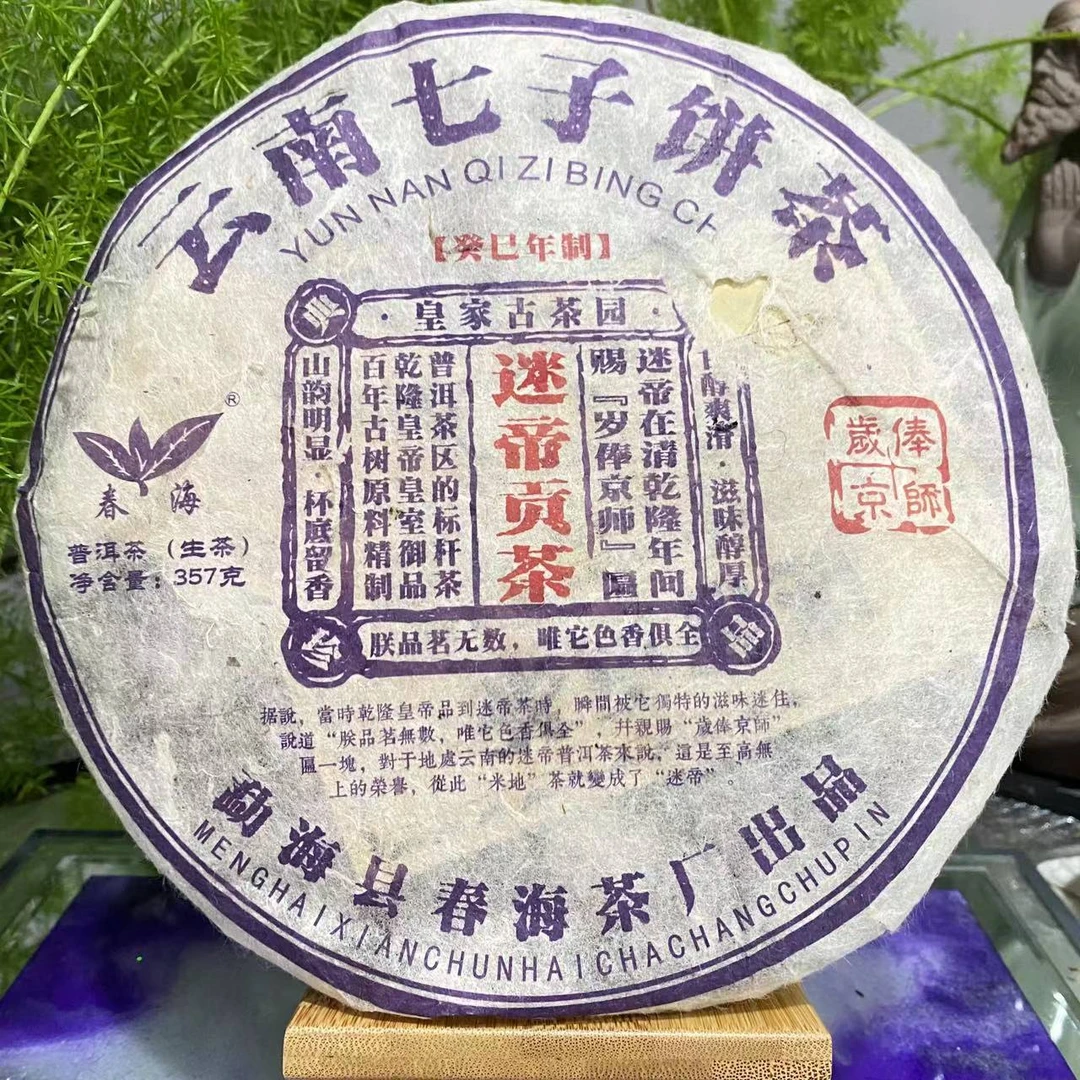 云南七子饼茶
YUN NAN QI ZI BING CH
【癸巳年制】
·皇家古茶园·
迷帝在清乾隆年间
赐『岁俸京师』匾
迷帝贡茶
普洱茶区的标杆茶
乾隆皇帝皇室御品
百年古树原料精制
山韵明显·杯底留香
醇爽滑·滋味醇厚
朕品茗无数，唯它色香俱全
珍
品
俸師
歲京
®
春海
普洱茶（生茶）
净含量：357克
据說，當時乾隆皇帝品到迷帝茶時，瞬間被它獨特的滋味迷住，
說道“朕品茗無數，唯它色香俱全”，并親賜“歲俸京師”
匾一塊，對于地處云南的迷帝普洱茶來說，這是至高無
上的榮譽，從此“米地”茶就變成了“迷帝”。
勐海县春海茶厂出品
MENGHAIXIANCHUNHAICHACHANGCHUPIN